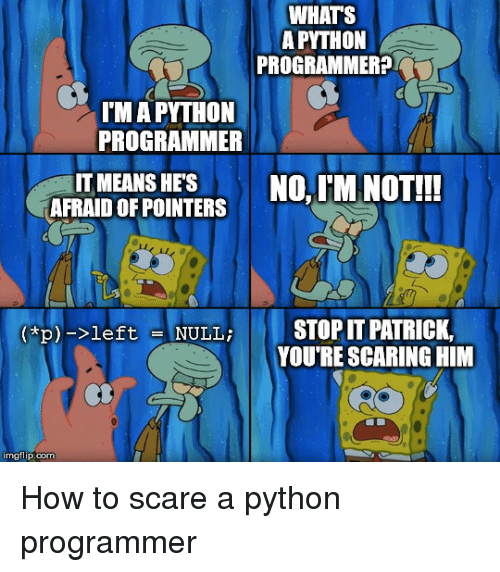 I'M A PYTHON
PROGRAMMER
WHAT'S
A PYTHON
PROGRAMMER?
IT MEANS HE'S
AFRAID OF POINTERS
NO, I'M NOT!!!
(*p)->left = NULL;
STOP IT PATRICK,
YOU'RE SCARING HIM
imgflip.com
How to scare a python
programmer